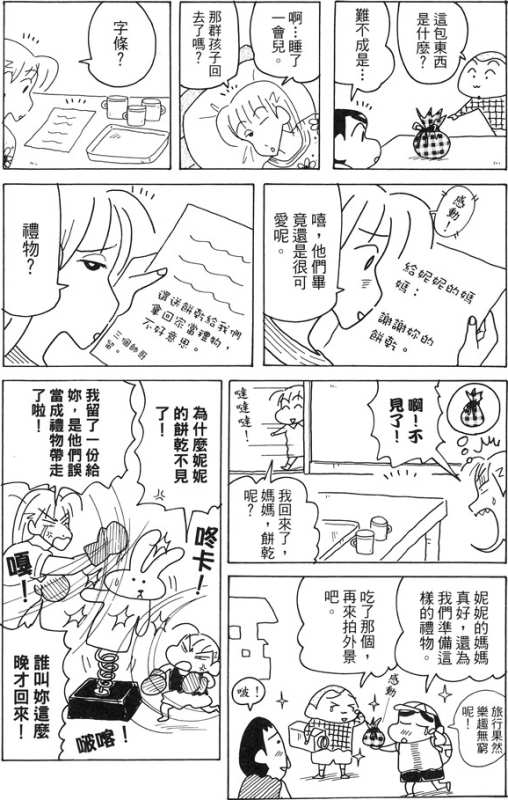 這包東西
是什麼?
難不成是⋯
啊⋯睡了
一會兒。
那群孩子回
去了嗎?
字條?
感動!
給妮妮的媽
媽:
謝謝妳的
餅乾。
嘻,他們畢
竟還是很可
愛呢。
還送餅乾給我們
拿回家當禮物,
不好意思。
禮物?
啊!不
見了!
噠
噠
噠!
我回來了,
媽媽,餅乾
呢?
妮妮的媽媽
真好,還為
我們準備這
樣的禮物。
吃了那個,
再來拍外景
吧。
旅行果然
樂趣無窮
呢!
感動
啵!
為什麼妮妮
的餅乾不見
了!
我留了一份給
妳,是他們誤
當成禮物帶走
了啦!
咚卡!
嘎!
誰叫妳這麼
晚才回來!
啵喀!